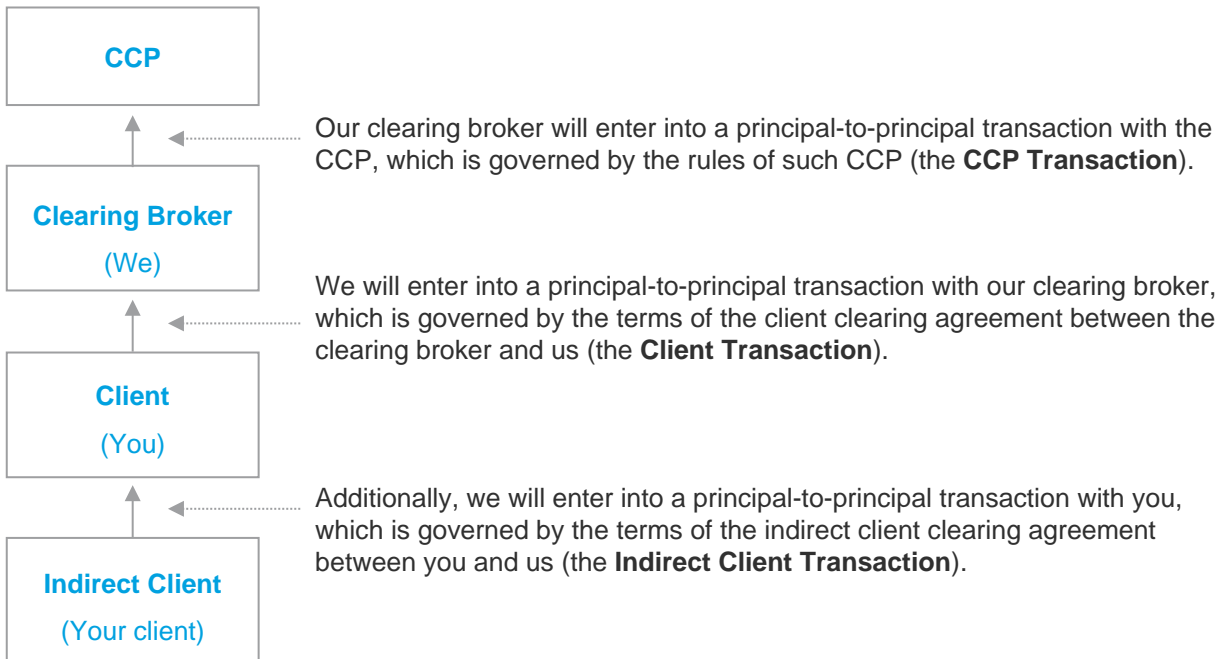 CCP
Our clearing broker will enter into a principal-to-principal transaction with the
CCP, which is governed by the rules of such CCP (the CCP Transaction).
Clearing Broker
(We)
We will enter into a principal-to-principal transaction with our clearing broker,
which is governed by the terms of the client clearing agreement between the
clearing broker and us (the Client Transaction).
Client
(You)
Additionally, we will enter into a principal-to-principal transaction with you,
which is governed by the terms of the indirect client clearing agreement
between you and us (the Indirect Client Transaction).
Indirect Client
(Your client)